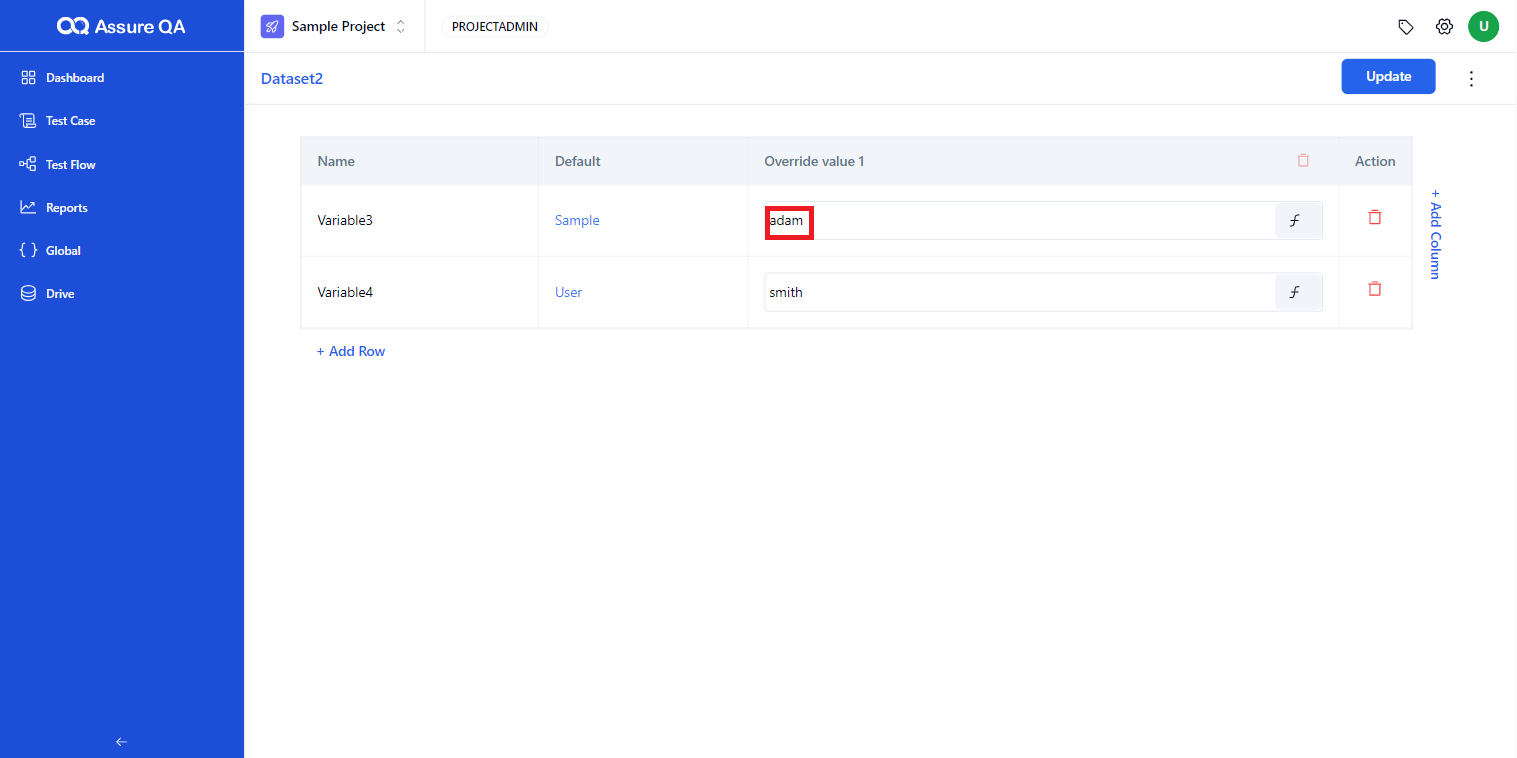 Assure QA
Sample Project
PROJECTADMIN
U
Dashboard
Test Case
Test Flow
Reports
Global
Drive
Dataset2
Update
Name Default Override value 1 Action
Variable3 Sample adam f
Variable4 User smith f
+ Add Row
+ Add Column